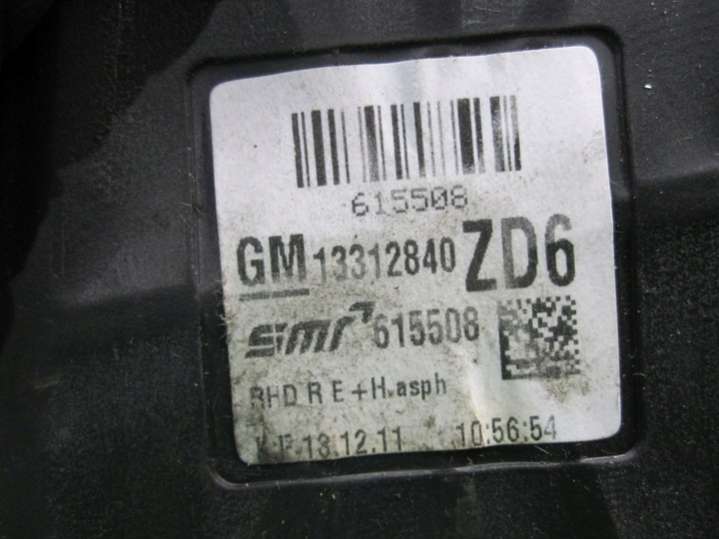 615508
GM 13312840 ZD6
smr 615508
RHD R E+H.asph
13.12.11 10:56:54